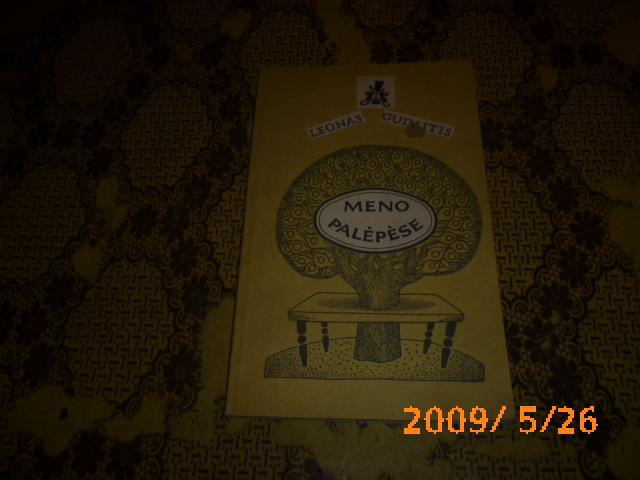 LEONAS GUDAITIS
MENO
PALĖPĖSE
2009/ 5/26